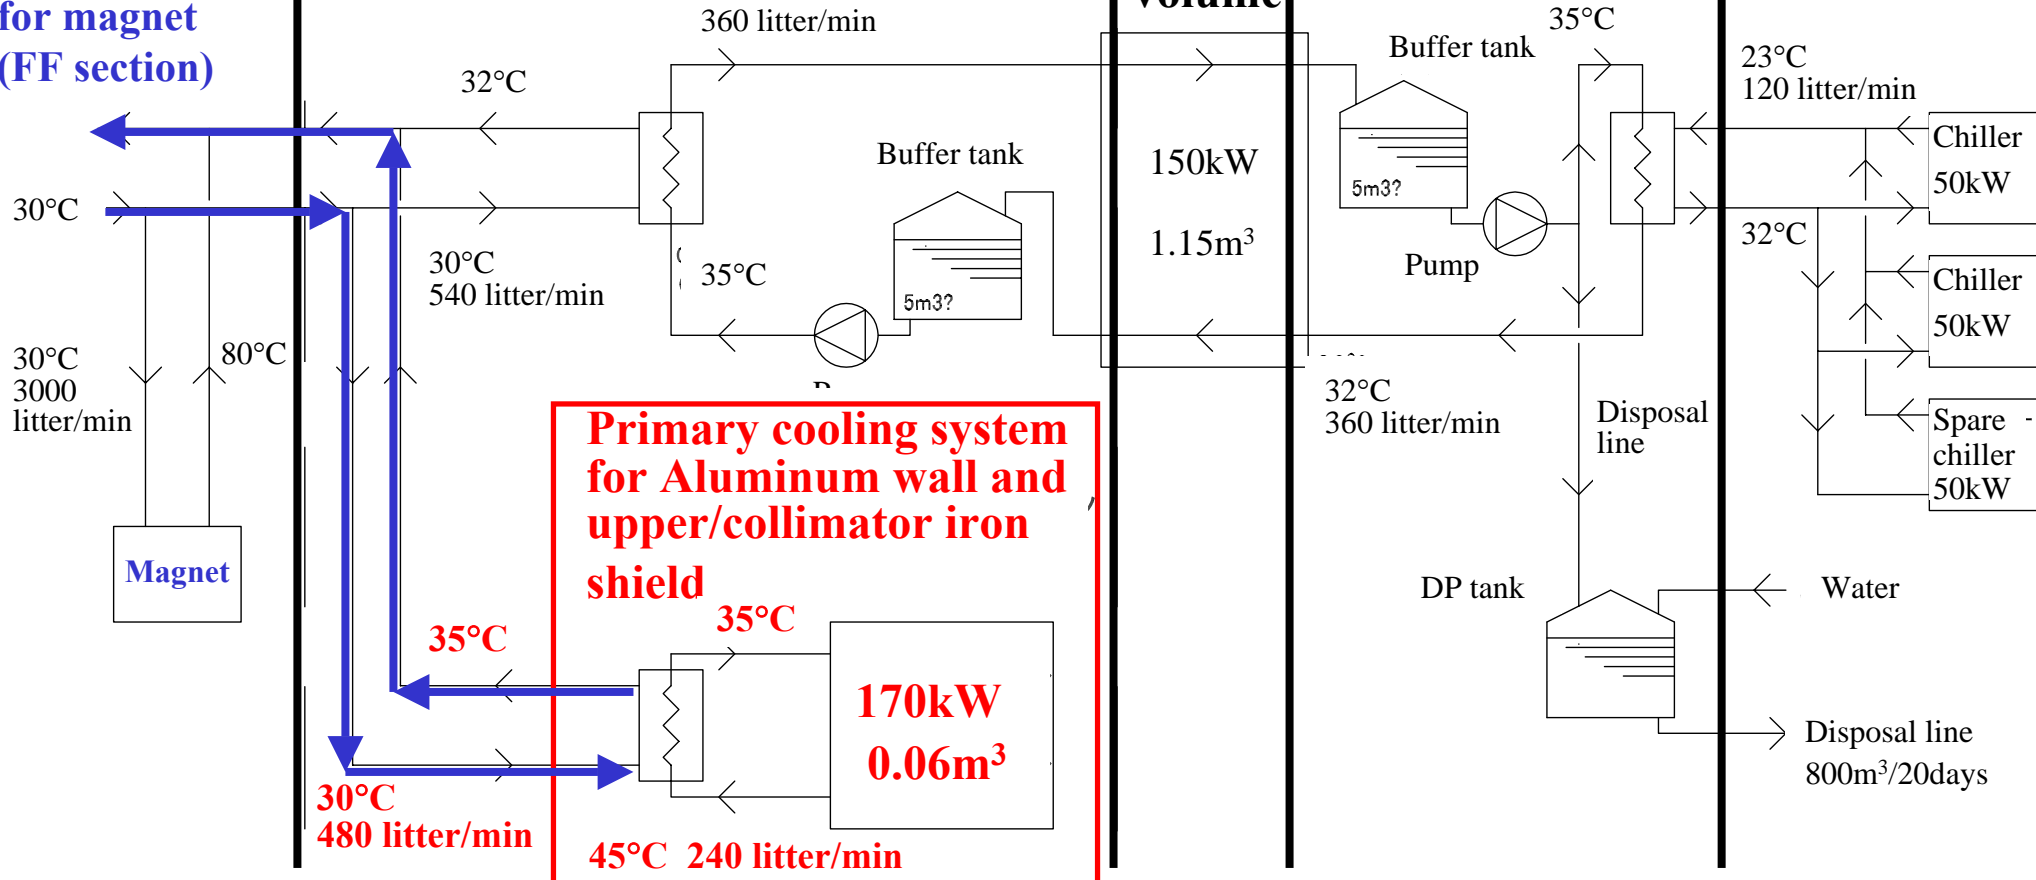 for magnet
(FF section)
360 litter/min
32°C
Buffer tank
5m3?
30°C
30°C
540 litter/min
35°C
30°C
3000
litter/min
80°C
Magnet
150kW
1.15m³
Buffer tank
5m3?
Pump
35°C
23°C
120 litter/min
32°C
Chiller
50kW
Chiller
50kW
Spare -
chiller
50kW
32°C
360 litter/min
Disposal
line
DP tank
Water
Disposal line
800m³/20days
Primary cooling system
for Aluminum wall and
upper/collimator iron
shield
35°C
35°C
170kW
0.06m³
30°C
480 litter/min
45°C 240 litter/min